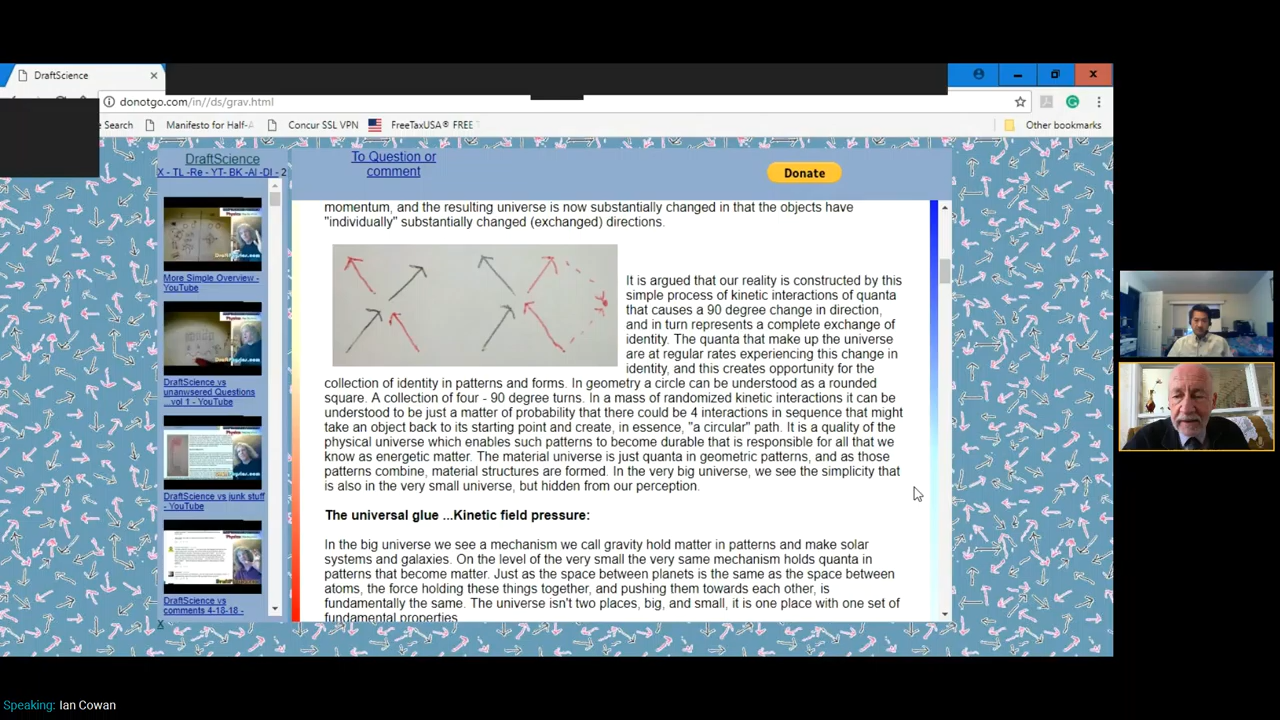 DraftScience
donotgo.com/in//ds/grav.html
Search
Manifesto for Half-A
Concur SSL VPN
FreeTaxUSA® FREE
Other bookmarks
DraftScience
X - TL -Re - YT- BK -AI -DI - 2
More Simple Overview -
YouTube
DraftScience vs
unanwsered Questions
...vol 1 - YouTube
DraftScience vs junk stuff
- YouTube
DraftScience vs
comments 4-18-18 -
X
To Question or
comment
Donate
momentum, and the resulting universe is now substantially changed in that the objects have
"individually" substantially changed (exchanged) directions.
It is argued that our reality is constructed by this
simple process of kinetic interactions of quanta
that causes a 90 degree change in direction,
and in turn represents a complete exchange of
identity. The quanta that make up the universe
are at regular rates experiencing this change in
identity, and this creates opportunity for the
collection of identity in patterns and forms. In geometry a circle can be understood as a rounded
square. A collection of four - 90 degree turns. In a mass of randomized kinetic interactions it can be
understood to be just a matter of probability that there could be 4 interactions in sequence that might
take an object back to its starting point and create, in essence, "a circular" path. It is a quality of the
physical universe which enables such patterns to become durable that is responsible for all that we
know as energetic matter. The material universe is just quanta in geometric patterns, and as those
patterns combine, material structures are formed. In the very big universe, we see the simplicity that
is also in the very small universe, but hidden from our perception.
The universal glue ...Kinetic field pressure:
In the big universe we see a mechanism we call gravity hold matter in patterns and make solar
systems and galaxies. On the level of the very small the very same mechanism holds quanta in
patterns that become matter. Just as the space between planets is the same as the space between
atoms, the force holding these things together, and pushing them towards each other, is
fundamentally the same. The universe isn't two places, big, and small, it is one place with one set of
fundamental properties
Speaking: Ian Cowan